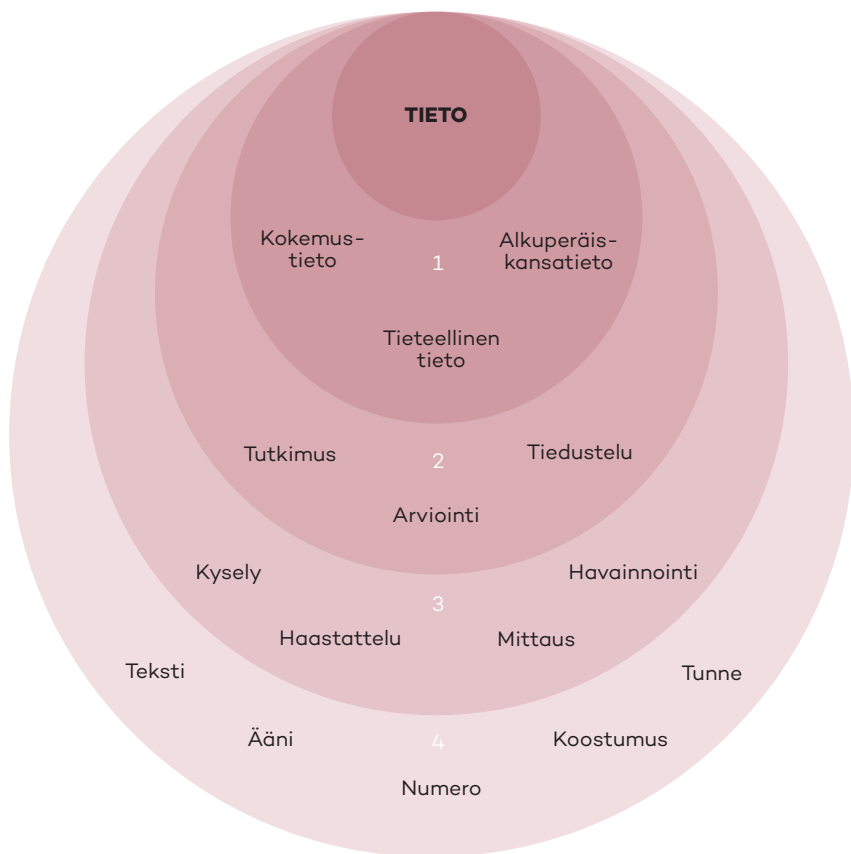 TIETO
Kokemus-
tieto
1
Alkuperäis-
kansatieto
Tieteellinen
tieto
Tutkimus
2
Tiedustelu
Arviointi
Kysely
Havainnointi
3
Haastattelu
Mittaus
Teksti
Tunne
Ääni
4
Koostumus
Numero